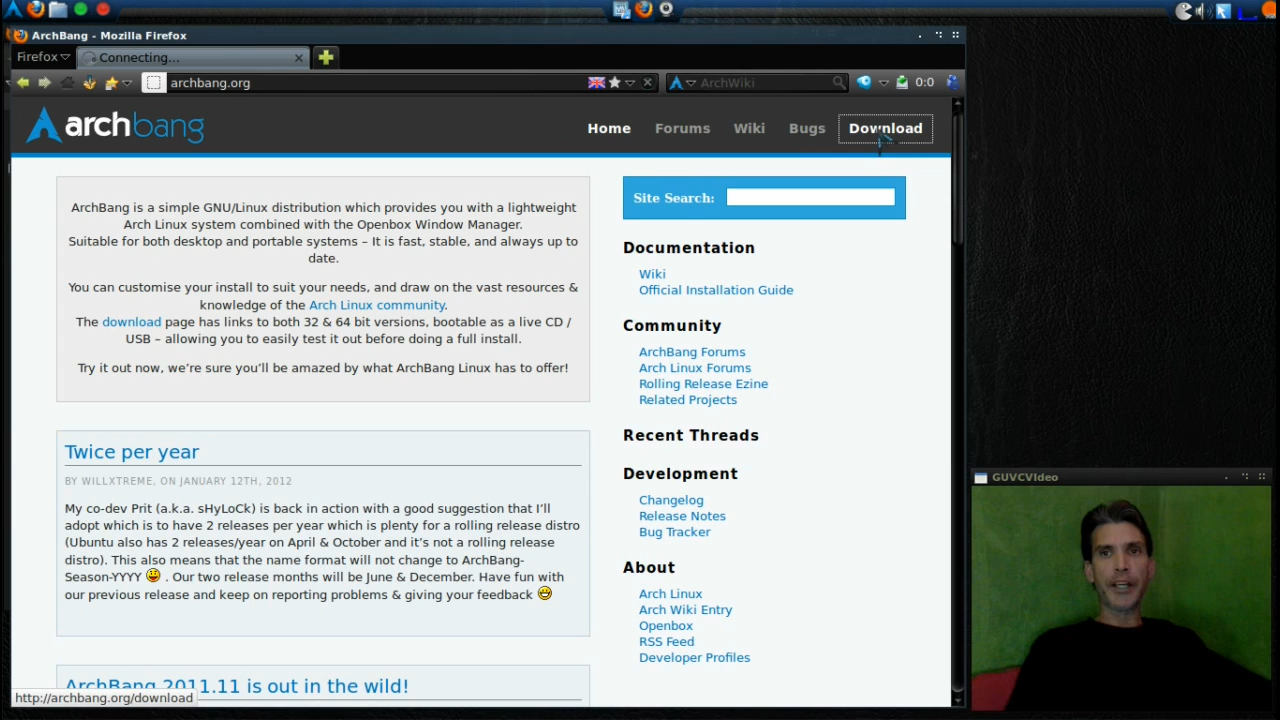 ArchBang - Mozilla Firefox
Firefox
Connecting...
archbang.org
ArchWiki
0:0
archbang
Home Forums Wiki Bugs Download
ArchBang is a simple GNU/Linux distribution which provides you with a lightweight
Arch Linux system combined with the Openbox Window Manager.
Suitable for both desktop and portable systems – It is fast, stable, and always up to
date.
You can customise your install to suit your needs, and draw on the vast resources &
knowledge of the Arch Linux community.
The download page has links to both 32 & 64 bit versions, bootable as a live CD /
USB – allowing you to easily test it out before doing a full install.
Try it out now, we're sure you'll be amazed by what ArchBang Linux has to offer!
Twice per year
BY WILLXTREME, ON JANUARY 12TH, 2012
My co-dev Prit (a.k.a. sHyLoCk) is back in action with a good suggestion that I'll
adopt which is to have 2 releases per year which is plenty for a rolling release distro
(Ubuntu also has 2 releases/year on April & October and it's not a rolling release
distro). This also means that the name format will not change to ArchBang-
Season-YYYY . Our two release months will be June & December. Have fun with
our previous release and keep on reporting problems & giving your feedback
ArchBang 2011.11 is out in the wild!
http://archbang.org/download
Site Search:
Documentation
Wiki
Official Installation Guide
Community
ArchBang Forums
Arch Linux Forums
Rolling Release Ezine
Related Projects
Recent Threads
Development
Changelog
Release Notes
Bug Tracker
About
Arch Linux
Arch Wiki Entry
Openbox
RSS Feed
Developer Profiles
GUVCVideo